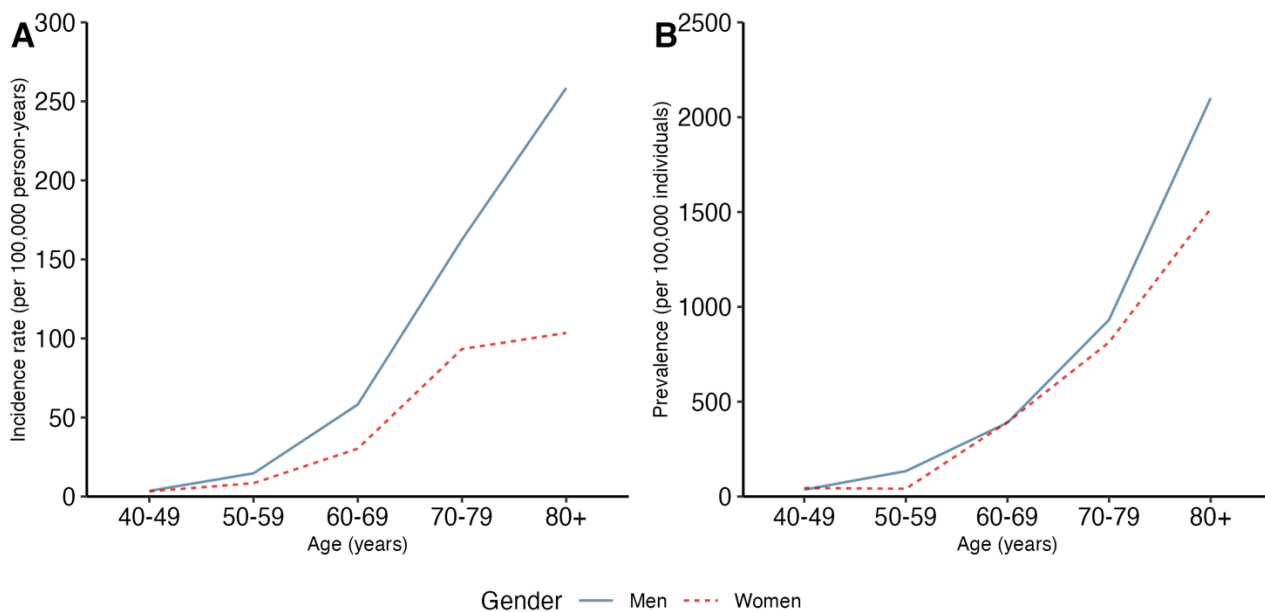 A
Incidence rate (per 100,000 person-years)
300
250
200
150
100
50
0
40-49 50-59 60-69 70-79 80+
Age (years)
B
Prevalence (per 100,000 individuals)
2500
2000
1500
1000
500
0
40-49 50-59 60-69 70-79 80+
Age (years)
Gender Men Women